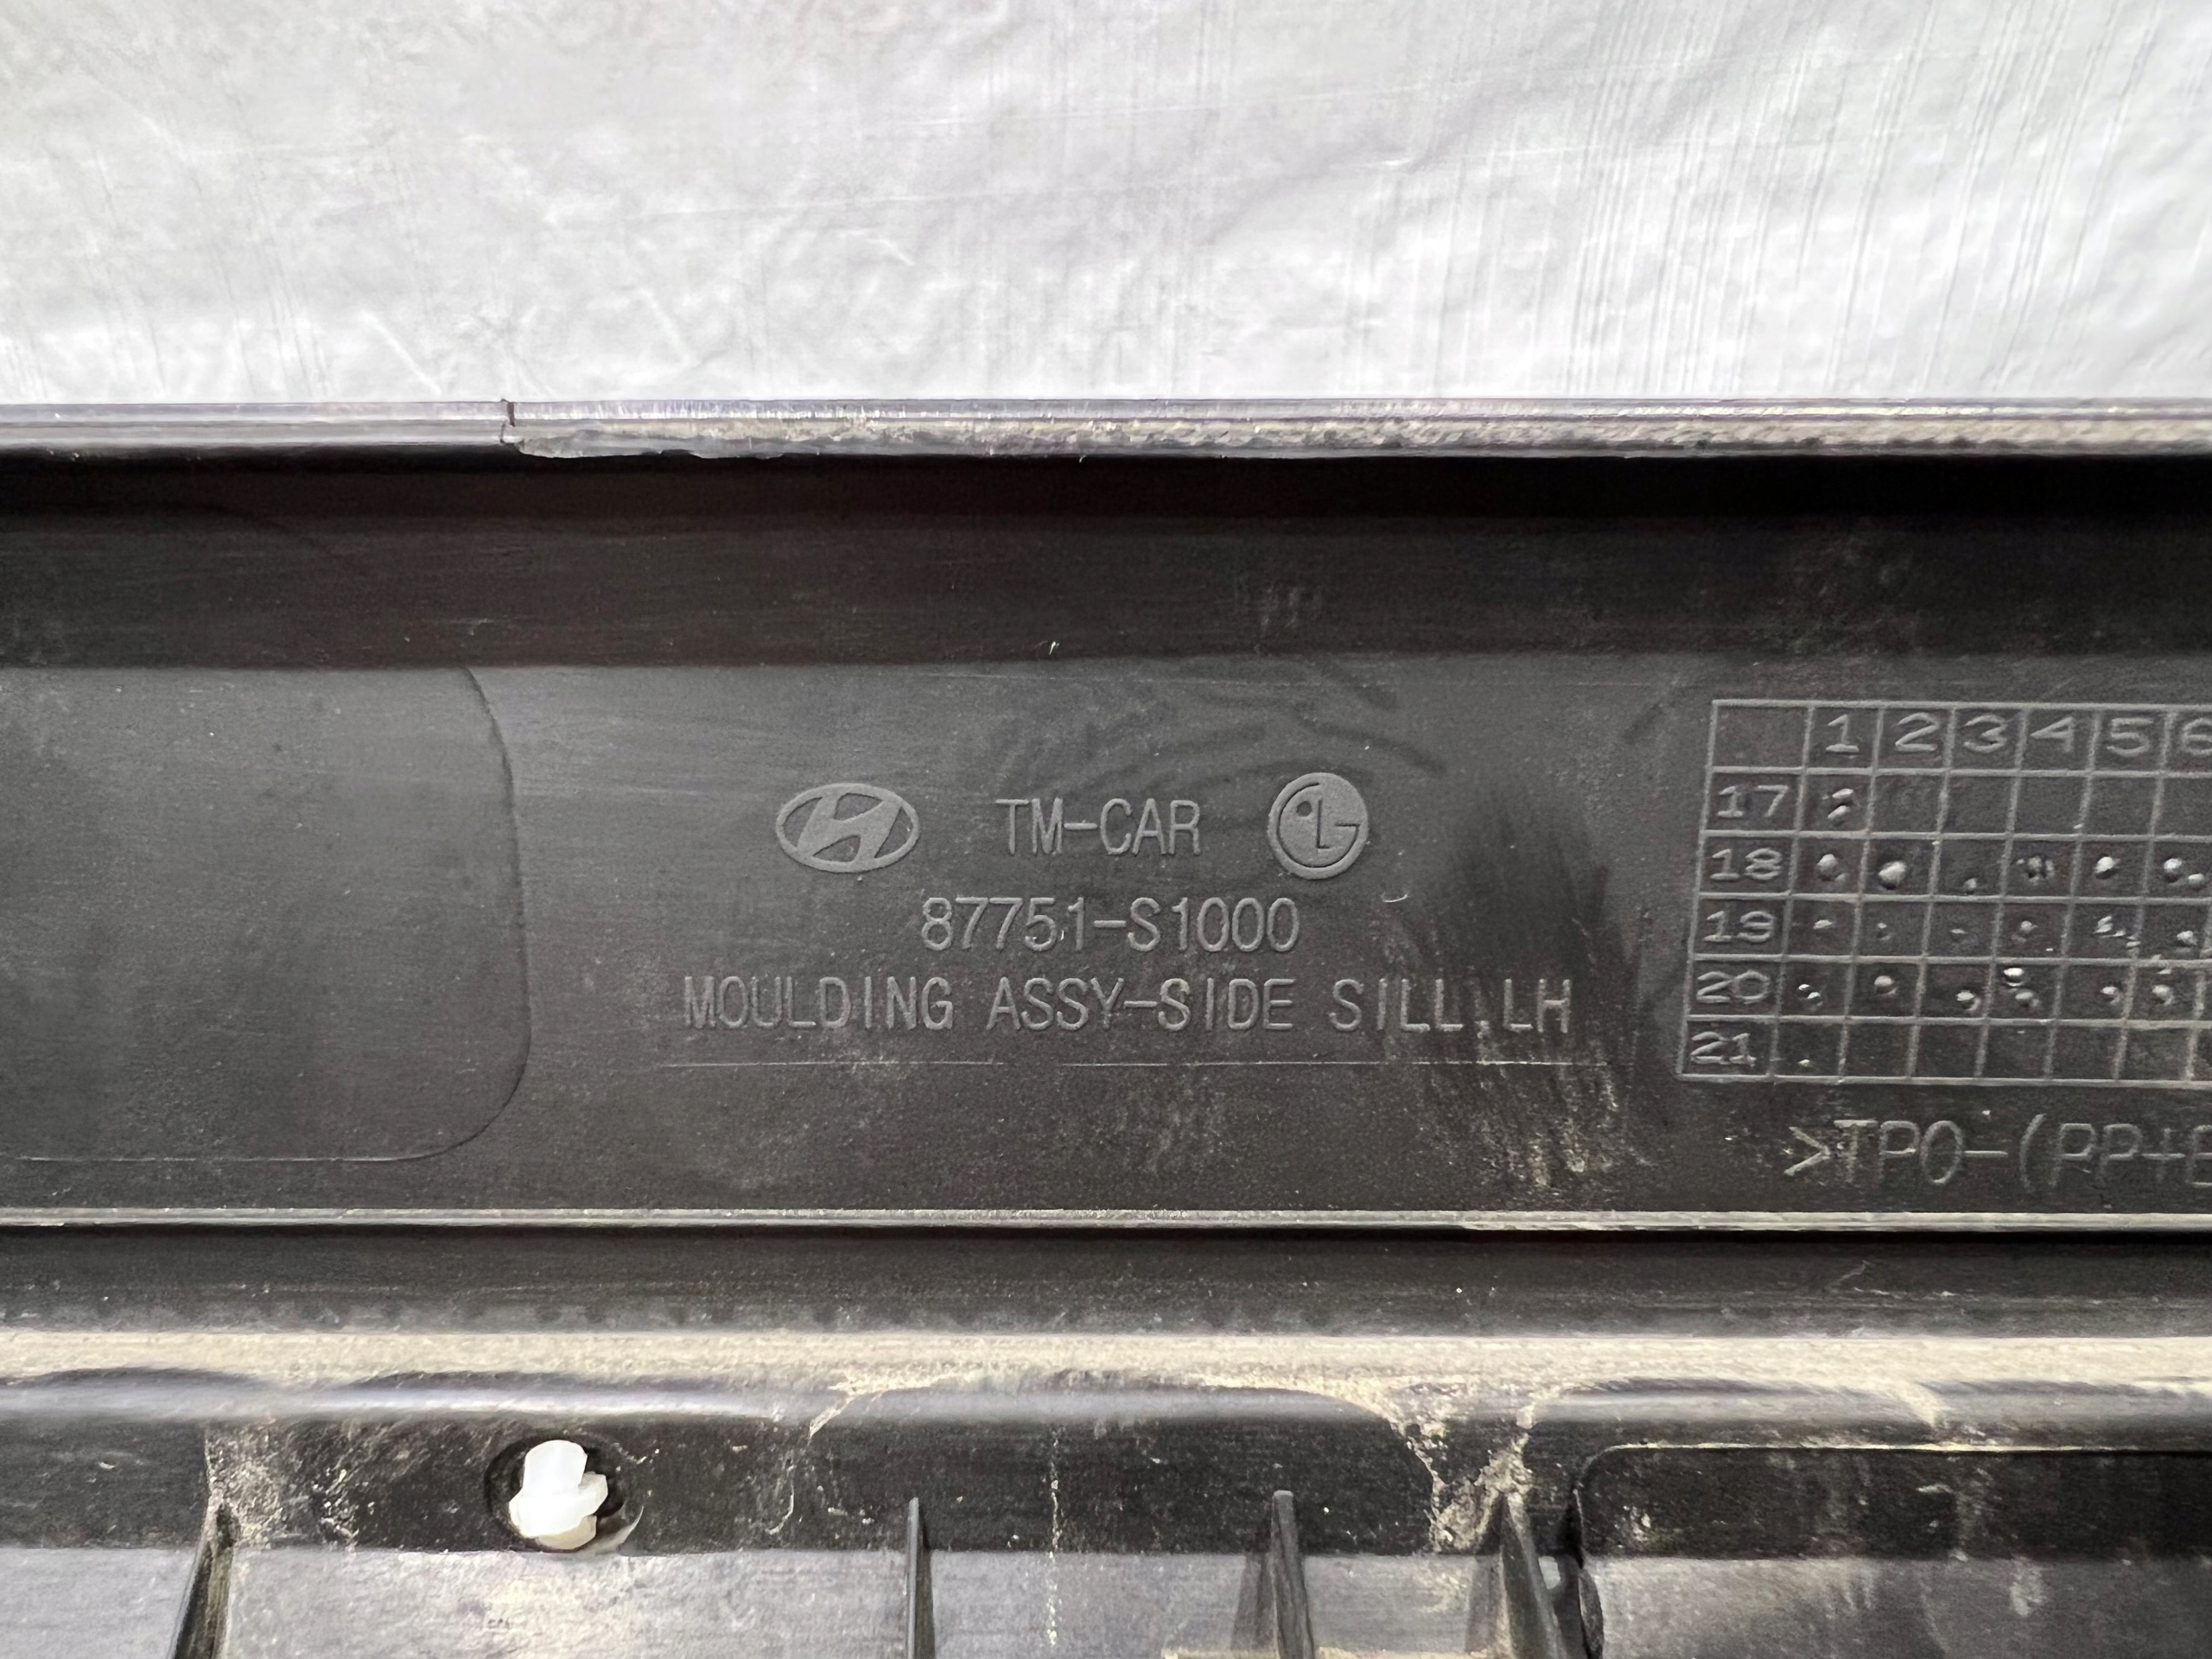 TM-CAR
87751-S1000
MOULDING ASSY-SIDE SILL,LH
1 2 3 4 5 6
17
18
19
20
21
>TPO-(PP+E